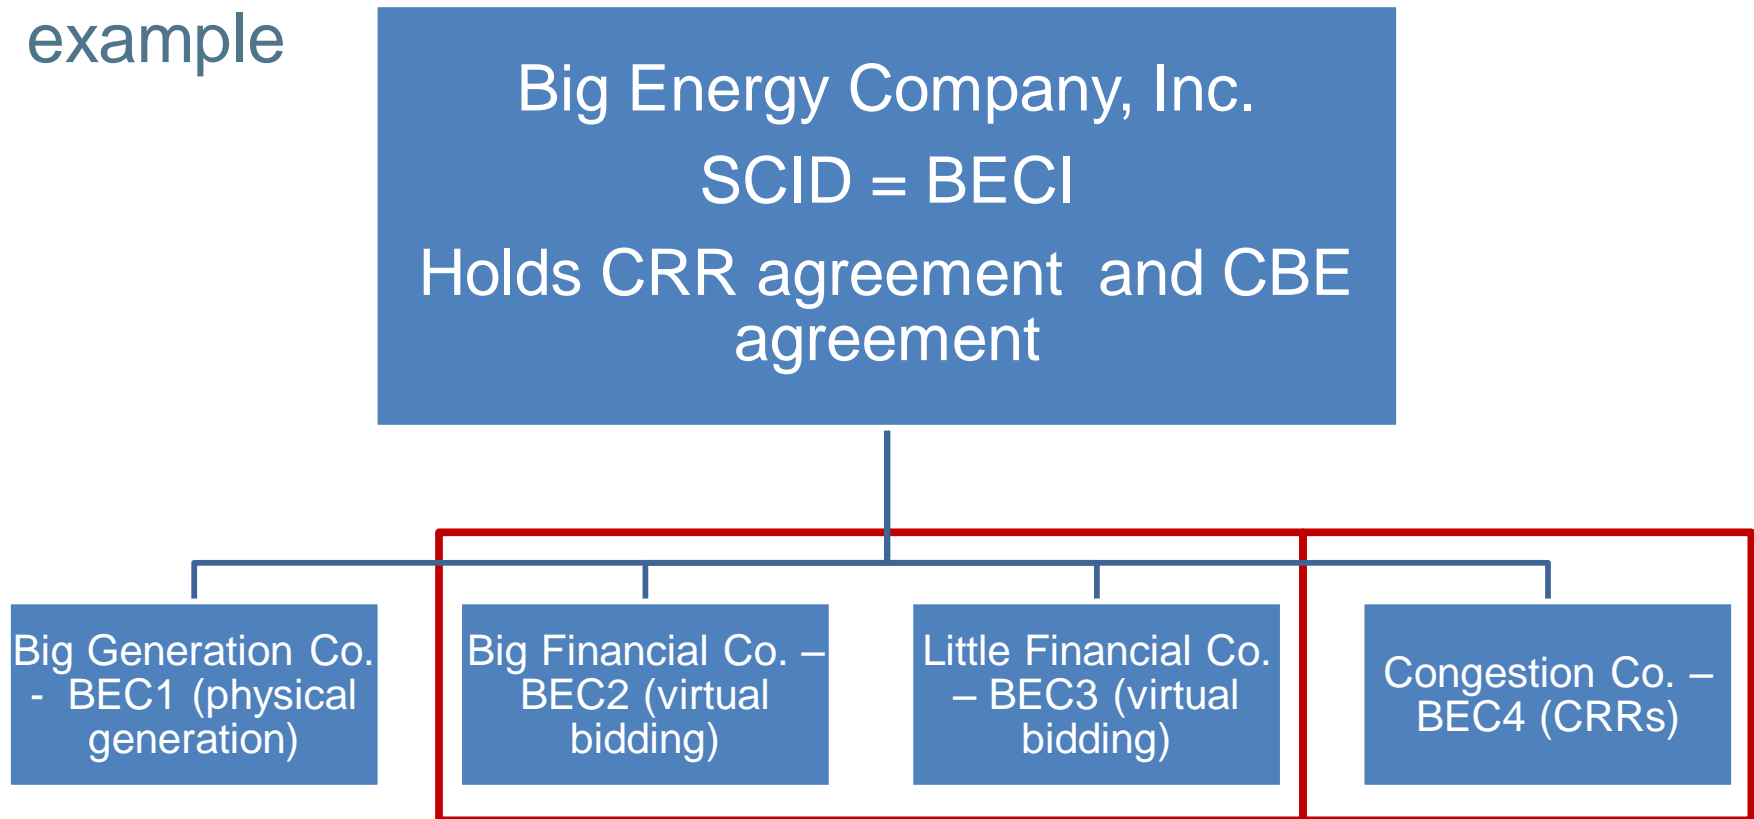 example
Big Energy Company, Inc.
SCID = BECI
Holds CRR agreement  and CBE
agreement
Big Generation Co.
-  BEC1 (physical
generation)
Big Financial Co. –
BEC2 (virtual
bidding)
Little Financial Co.
– BEC3 (virtual
bidding)
Congestion Co. –
BEC4 (CRRs)